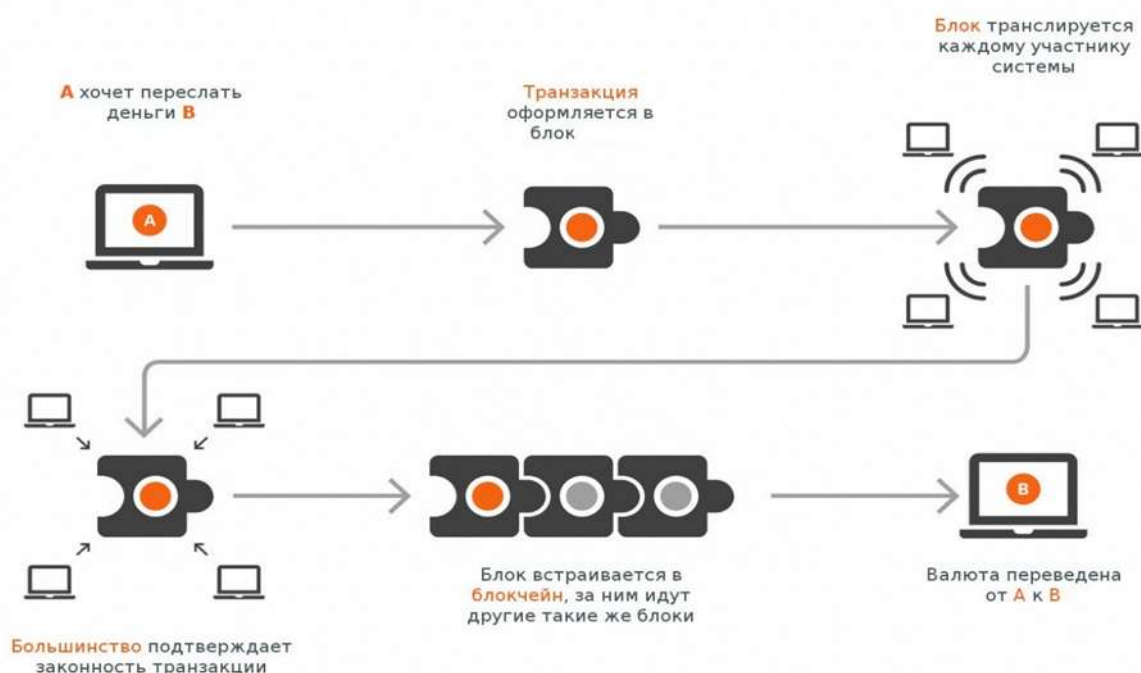 А хочет переслать
деньги В
Транзакция
оформляется в
блок
Блок транслируется
каждому участнику
системы
A
Большинство подтверждает
законность транзакции
Блок встраивается в
блокчейн, за ним идут
другие такие же блоки
B
Валюта переведена
от А к В